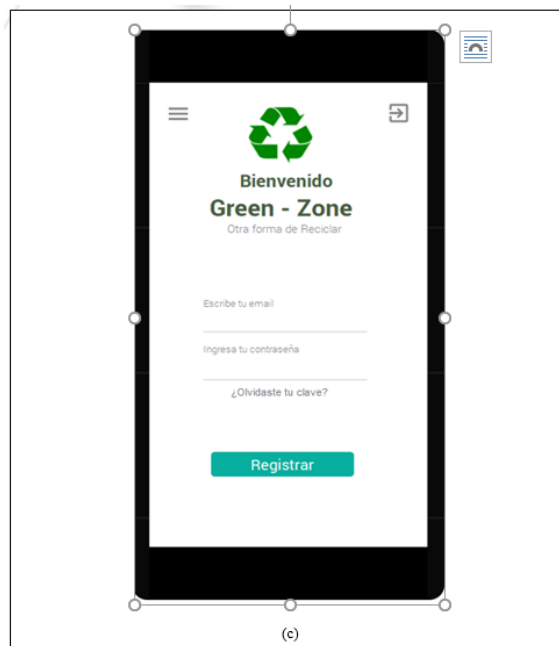 Bienvenido
Green - Zone
Otra forma de Reciclar
Escribe tu email
Ingresa tu contraseña
¿Olvidaste tu clave?
Registrar
(c)